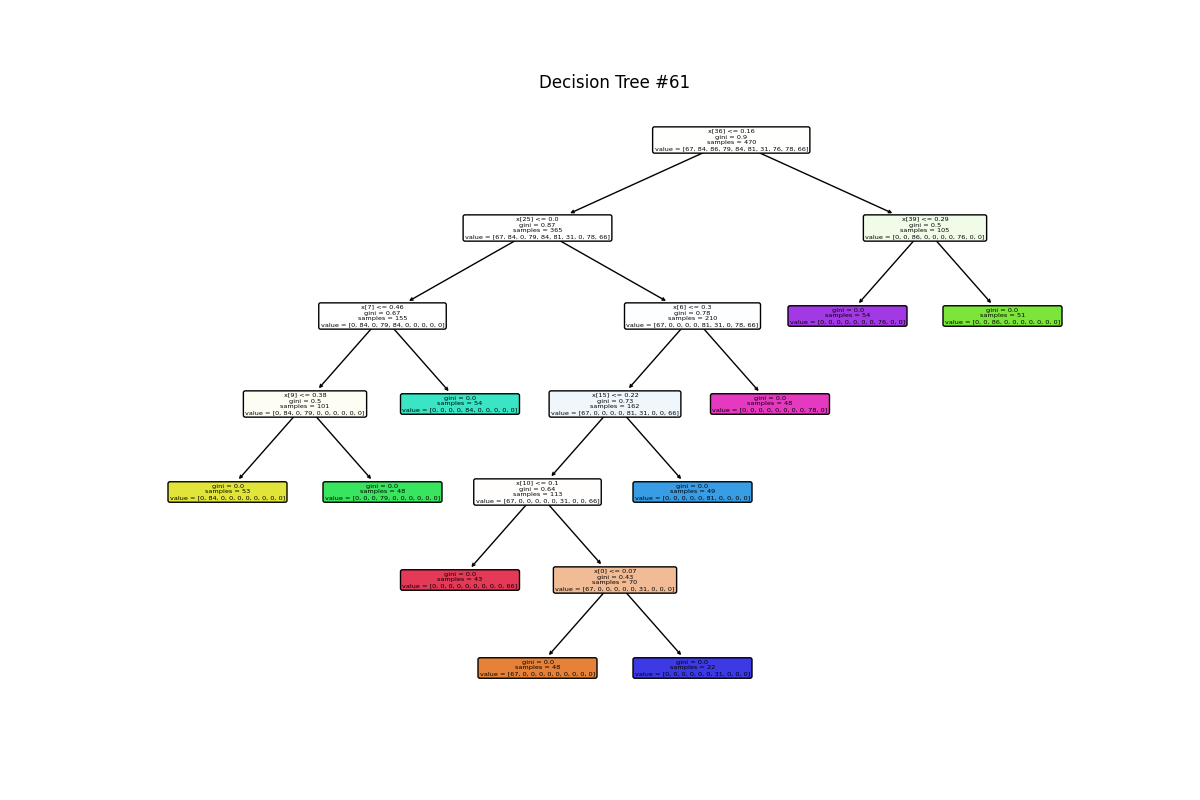 Decision Tree #61
x[36] <= 0.16
gini = 0.9
samples = 470
value = [67, 84, 86, 79, 84, 81, 31, 76, 78, 66]
x[25] <= 0.0
gini = 0.87
samples = 365
value = [67, 84, 0, 79, 84, 81, 31, 0, 78, 66]
x[39] <= 0.29
gini = 0.5
samples = 105
value = [0, 0, 86, 0, 0, 0, 0, 76, 0, 0]
x[7] <= 0.46
gini = 0.67
samples = 155
value = [0, 84, 0, 79, 84, 0, 0, 0, 0, 0]
x[6] <= 0.3
gini = 0.78
samples = 210
value = [67, 0, 0, 0, 0, 81, 31, 0, 78, 66]
gini = 0.0
samples = 54
value = [0, 0, 0, 0, 0, 0, 0, 76, 0, 0]
gini = 0.0
samples = 51
value = [0, 0, 86, 0, 0, 0, 0, 0, 0, 0]
x[9] <= 0.38
gini = 0.5
samples = 101
value = [0, 84, 0, 79, 0, 0, 0, 0, 0, 0]
gini = 0.0
samples = 54
value = [0, 0, 0, 0, 84, 0, 0, 0, 0, 0]
x[15] <= 0.22
gini = 0.73
samples = 162
value = [67, 0, 0, 0, 0, 81, 31, 0, 0, 66]
gini = 0.0
samples = 48
value = [0, 0, 0, 0, 0, 0, 0, 0, 78, 0]
gini = 0.0
samples = 53
value = [0, 84, 0, 0, 0, 0, 0, 0, 0, 0]
gini = 0.0
samples = 48
value = [0, 0, 0, 79, 0, 0, 0, 0, 0, 0]
x[10] <= 0.1
gini = 0.64
samples = 113
value = [67, 0, 0, 0, 0, 0, 31, 0, 0, 66]
gini = 0.0
samples = 49
value = [0, 0, 0, 0, 0, 81, 0, 0, 0, 0]
gini = 0.0
samples = 43
value = [0, 0, 0, 0, 0, 0, 0, 0, 0, 66]
x[0] <= 0.07
gini = 0.43
samples = 70
value = [67, 0, 0, 0, 0, 0, 31, 0, 0, 0]
gini = 0.0
samples = 48
value = [67, 0, 0, 0, 0, 0, 0, 0, 0, 0]
gini = 0.0
samples = 22
value = [0, 0, 0, 0, 0, 0, 31, 0, 0, 0]